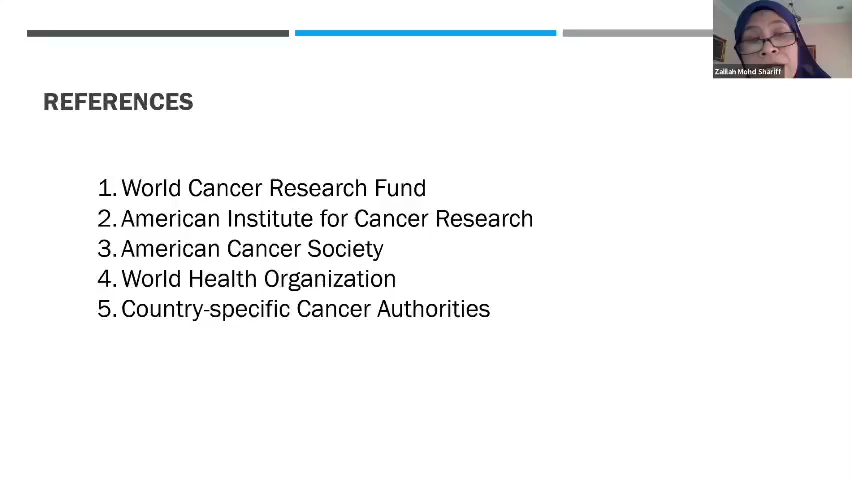 Zalilah Mohd Shariff
REFERENCES
1. World Cancer Research Fund
2. American Institute for Cancer Research
3. American Cancer Society
4. World Health Organization
5. Country-specific Cancer Authorities